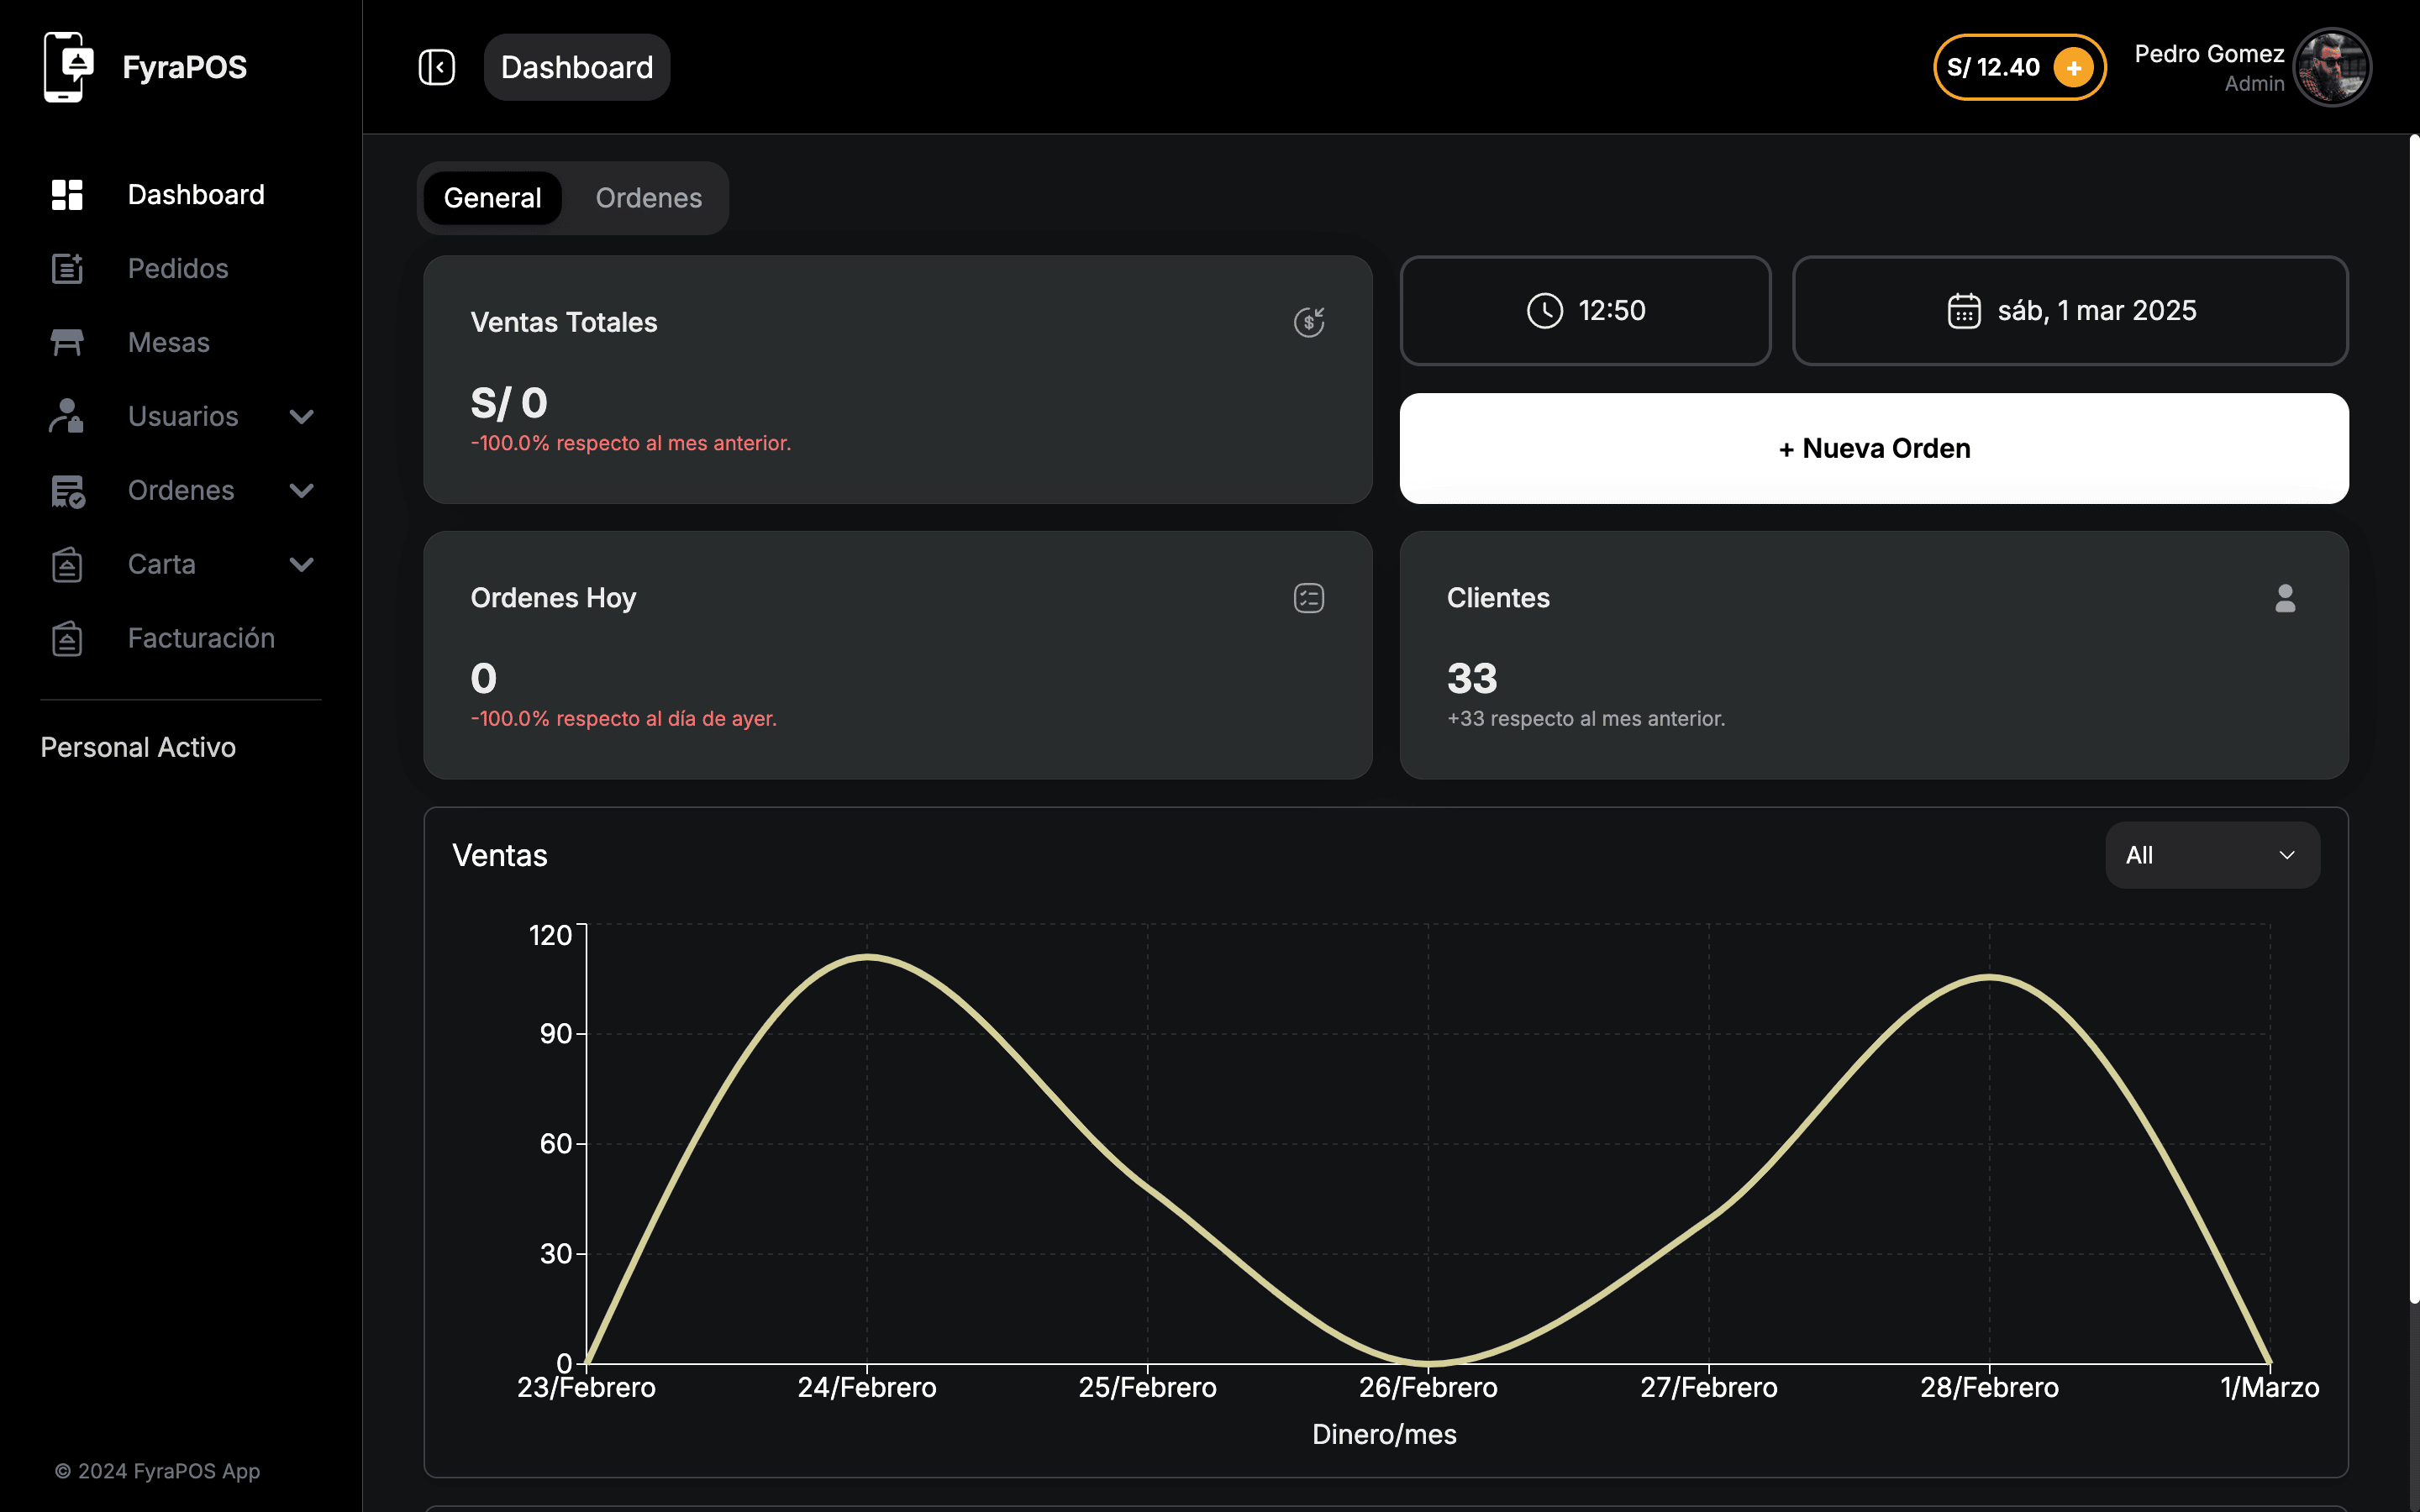 FyraPOS
Dashboard
Pedidos
Mesas
Usuarios
Ordenes
Carta
Facturación
Personal Activo
© 2024 FyraPOS App
Dashboard
S/ 12.40
Pedro Gomez
Admin
General
Ordenes
Ventas Totales
S/ 0
-100.0% respecto al mes anterior.
12:50
sáb, 1 mar 2025
+ Nueva Orden
Ordenes Hoy
0
-100.0% respecto al día de ayer.
Clientes
33
+33 respecto al mes anterior.
Ventas
All
120
90
60
30
0
23/Febrero
24/Febrero
25/Febrero
26/Febrero
27/Febrero
28/Febrero
1/Marzo
Dinero/mes